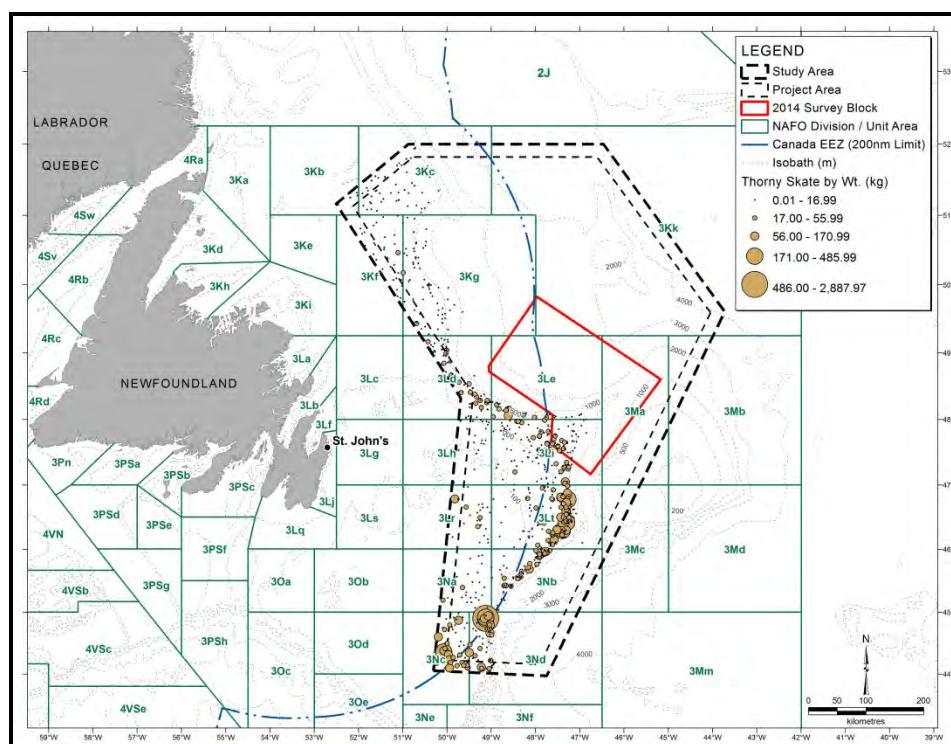 LEGEND
Study Area
Project Area
2014 Survey Block
NAFO Division / Unit Area
Canada EEZ (200nm Limit)
Isobath (m)
Thorny Skate by Wt. (kg)
0.01 - 16.99
17.00 - 55.99
56.00 - 170.99
171.00 - 485.99
486.00 - 2,887.97
2J
LABRADOR
QUEBEC
4Ra
3Ka
3Kb
3Kc
4Sw
3Kk
4Sv
3Kd
3Ke
4Rb
3Kf
3Kg
2000
3Kh
3Ki
4000
3000
4Rc
3La
2000
NEWFOUNDLAND
3Lc
3Ld
3Le
1000
4Rd
3Lb
3Ma
3Mb
3Lf
1000
St. John's
3Lg
3Lh
3Li
500
3Pn
3PSa
3PSb
3PSc
3PSd
3PSe
3Lj
3Ls
3Lr
100
3Lt
200
4VN
3Lq
3PSf
3Mc
3Md
4VSb
3PSg
3Oa
3Ob
3Na
3Nb
2000
3000
4VSc
3PSh
3Oc
3Od
3Nc
3Nd
4000
3Mm
N
4VSe
3Oe
3Ne
3Nf
100 50 0 100 200
kilometres
53
52
51
50
49
48
47
46
45
44
59°W 58°W 57°W 56°W 55°W 54°W 53°W 52°W 51°W 50°W 49°W 48°W 47°W 46°W 45°W 44°W 43°W 42°W 41°W 40°W 39°W